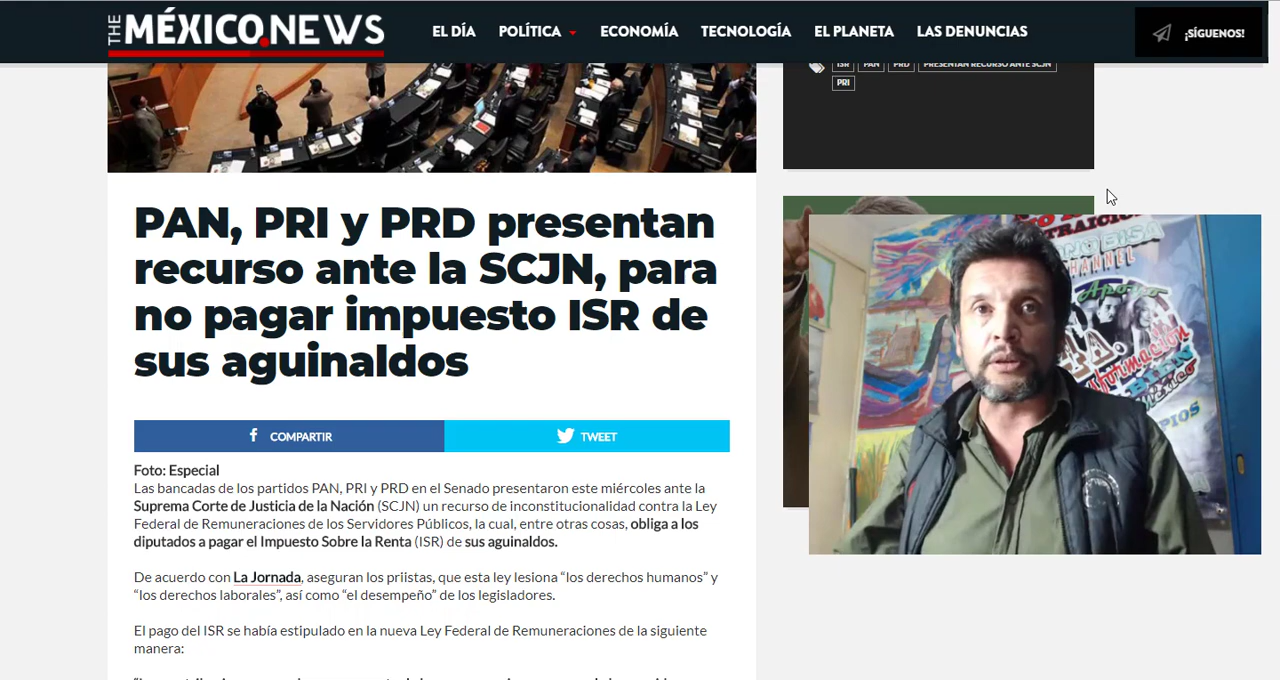 THE MÉXICO.NEWS
EL DÍA
POLÍTICA
ECONOMÍA
TECNOLOGÍA
EL PLANETA
LAS DENUNCIAS
¡SÍGUENOS!
ISR
PAN
PRD
PRESENTAN RECURSO ANTE SCJN
PRI
PAN, PRI y PRD presentan
recurso ante la SCJN, para
no pagar impuesto ISR de
sus aguinaldos
COMPARTIR
TWEET
Foto: Especial
Las bancadas de los partidos PAN, PRI y PRD en el Senado presentaron este miércoles ante la
Suprema Corte de Justicia de la Nación (SCJN) un recurso de inconstitucionalidad contra la Ley
Federal de Remuneraciones de los Servidores Públicos, la cual, entre otras cosas, obliga a los
diputados a pagar el Impuesto Sobre la Renta (ISR) de sus aguinaldos.
De acuerdo con La Jornada, aseguran los priistas, que esta ley lesiona “los derechos humanos” y
“los derechos laborales”, así como “el desempeño” de los legisladores.
El pago del ISR se había estipulado en la nueva Ley Federal de Remuneraciones de la siguiente
manera:
CHANNEL
Apoyo
México